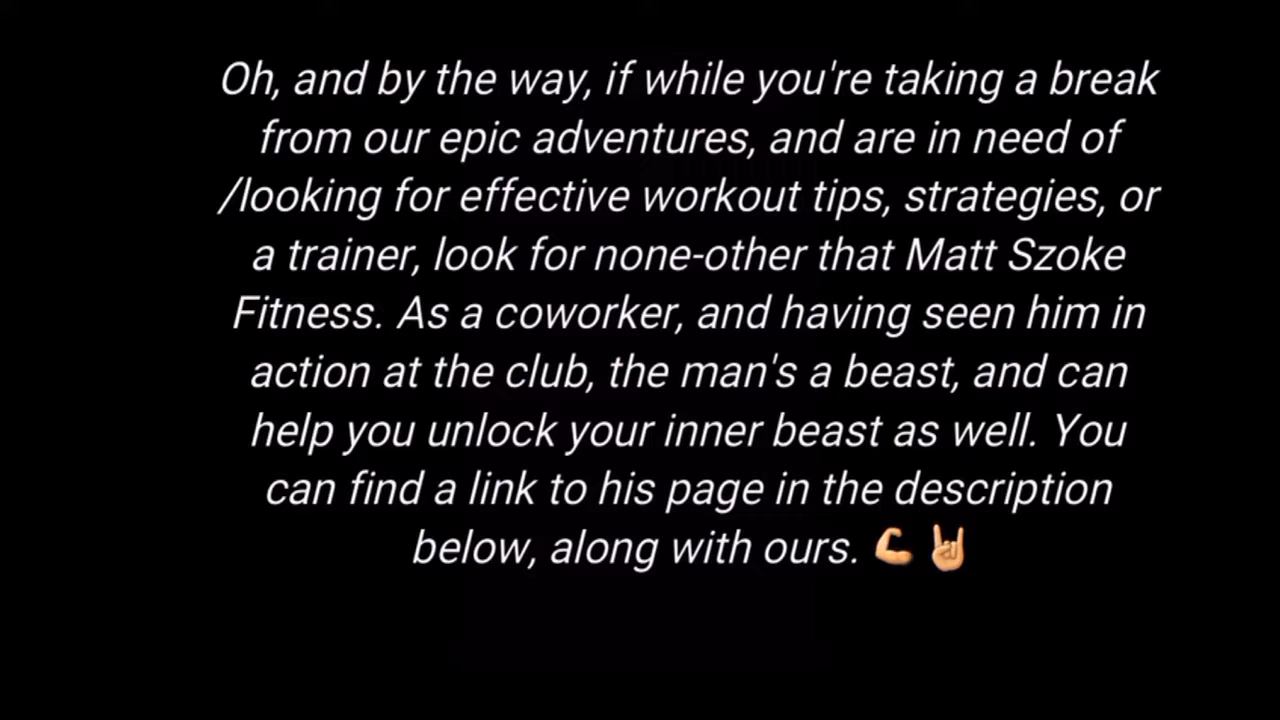 Oh, and by the way, if while you're taking a break
from our epic adventures, and are in need of
/looking for effective workout tips, strategies, or
a trainer, look for none-other that Matt Szoke
Fitness. As a coworker, and having seen him in
action at the club, the man's a beast, and can
help you unlock your inner beast as well. You
can find a link to his page in the description
below, along with ours. 💪🤘